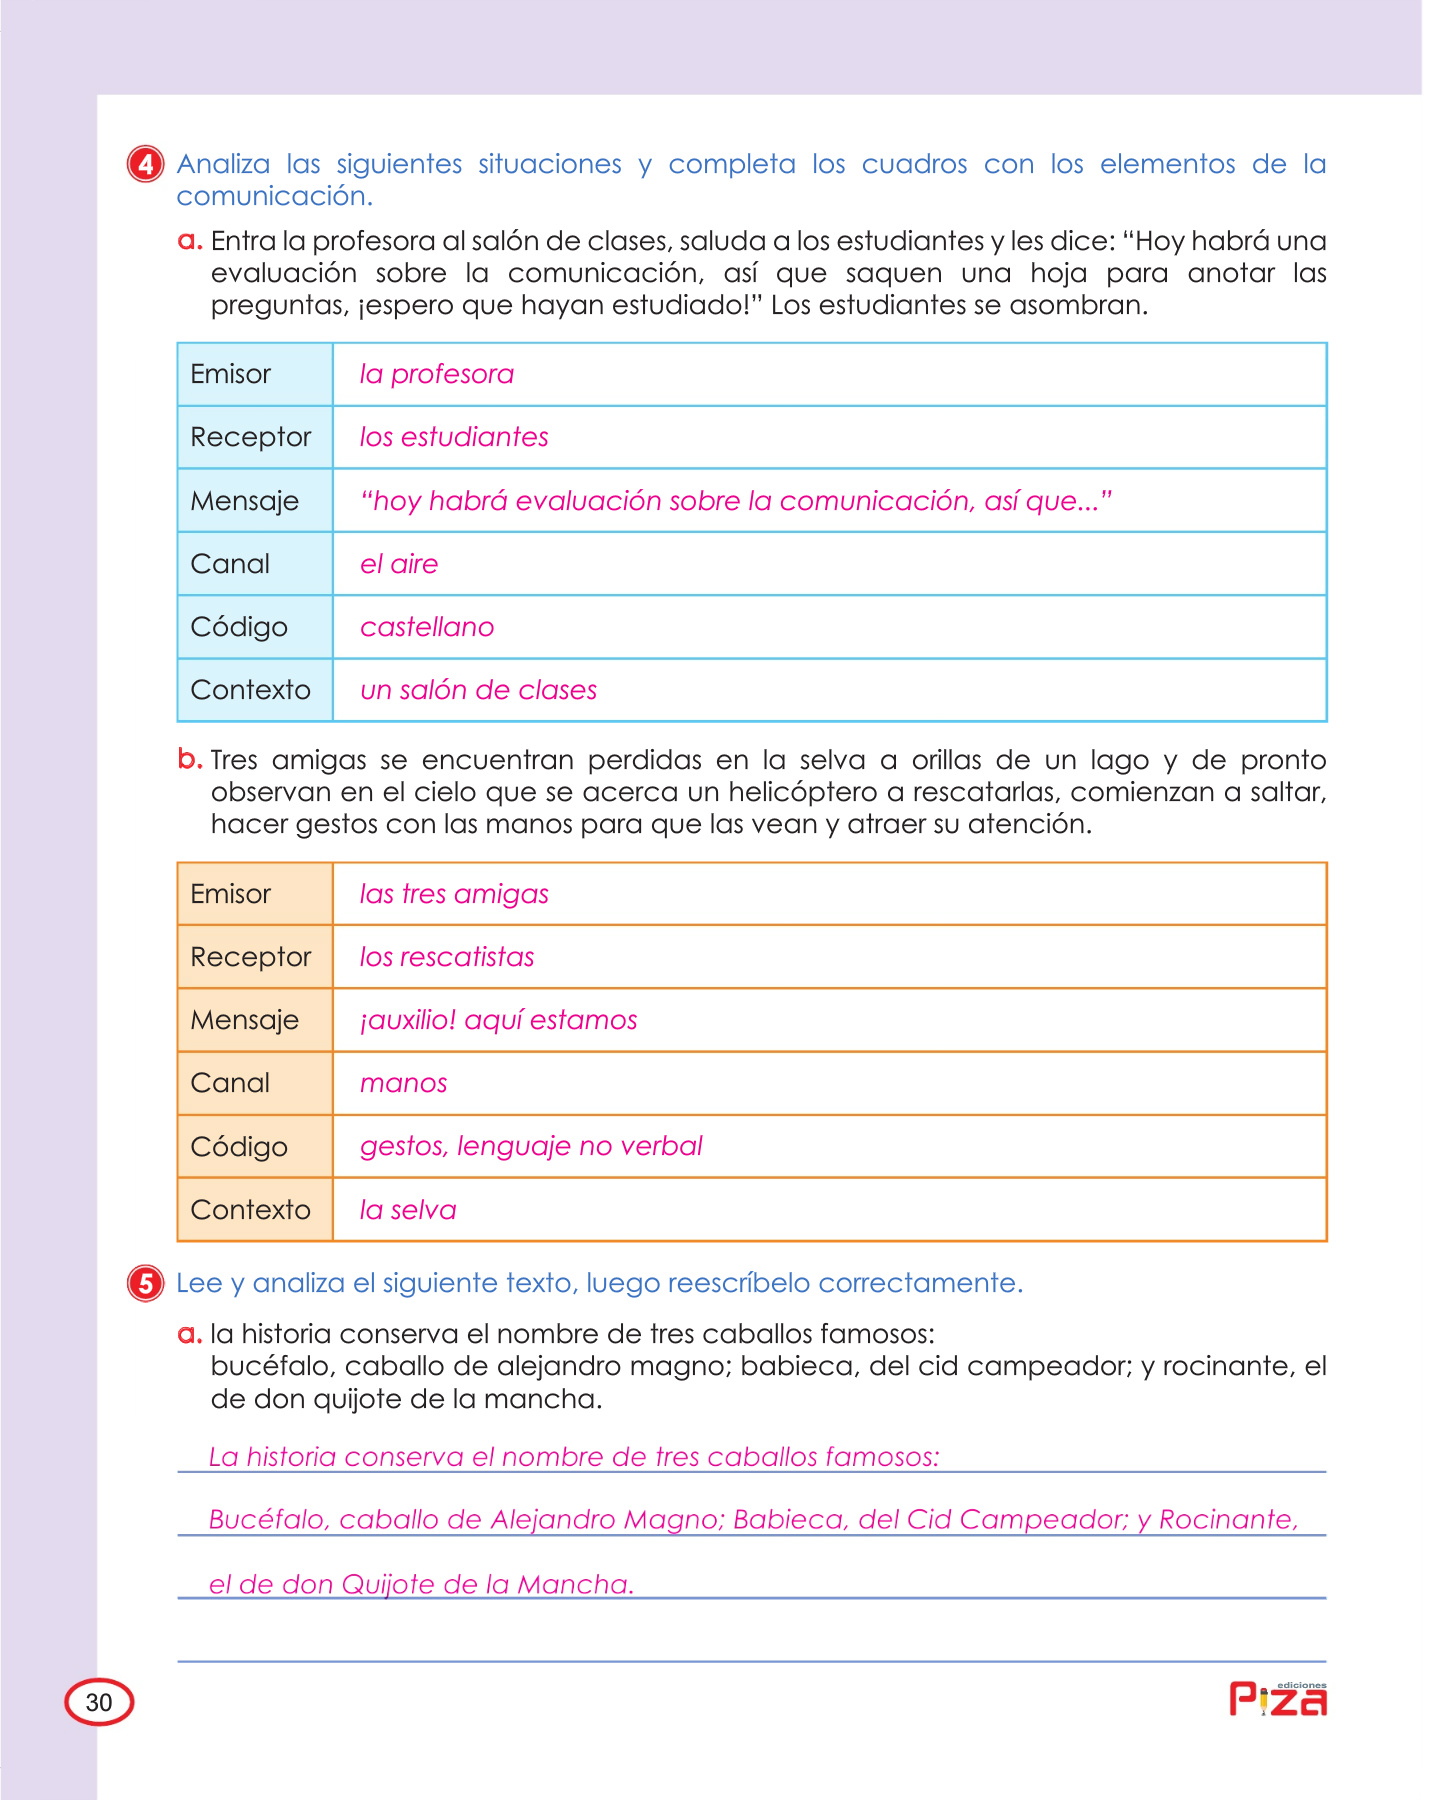 4 Analiza las siguientes situaciones y completa los cuadros con los elementos de la
comunicación.
a. Entra la profesora al salón de clases, saluda a los estudiantes y les dice: “Hoy habrá una
evaluación sobre la comunicación, así que saquen una hoja para anotar las
preguntas, ¡espero que hayan estudiado!” Los estudiantes se asombran.
Emisor la profesora
Receptor los estudiantes
Mensaje “hoy habrá evaluación sobre la comunicación, así que...”
Canal el aire
Código castellano
Contexto un salón de clases
b. Tres amigas se encuentran perdidas en la selva a orillas de un lago y de pronto
observan en el cielo que se acerca un helicóptero a rescatarlas, comienzan a saltar,
hacer gestos con las manos para que las vean y atraer su atención.
Emisor las tres amigas
Receptor los rescatistas
Mensaje ¡auxilio! aquí estamos
Canal manos
Código gestos, lenguaje no verbal
Contexto la selva
5 Lee y analiza el siguiente texto, luego reescríbelo correctamente.
a. la historia conserva el nombre de tres caballos famosos:
bucéfalo, caballo de alejandro magno; babieca, del cid campeador; y rocinante, el
de don quijote de la mancha.
La historia conserva el nombre de tres caballos famosos:
Bucéfalo, caballo de Alejandro Magno; Babieca, del Cid Campeador; y Rocinante,
el de don Quijote de la Mancha.
30
ediciones
Piza